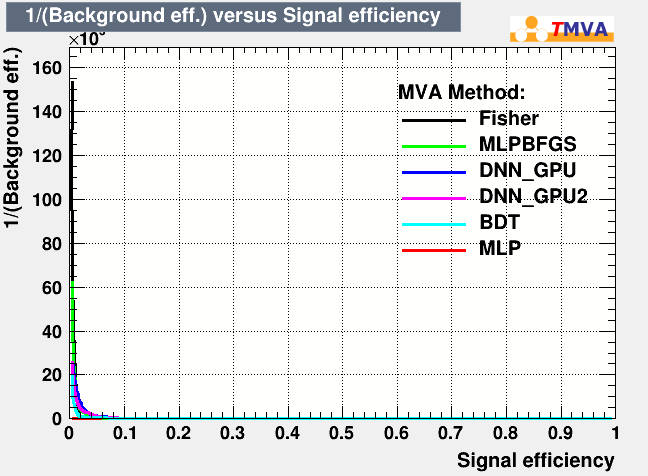 1/(Background eff.) versus Signal efficiency
TMVA
×10³
1/(Background eff.)
160
140
120
100
80
60
40
20
0
MVA Method:
Fisher
MLPBFGS
DNN_GPU
DNN_GPU2
BDT
MLP
0 0.1 0.2 0.3 0.4 0.5 0.6 0.7 0.8 0.9 1
Signal efficiency